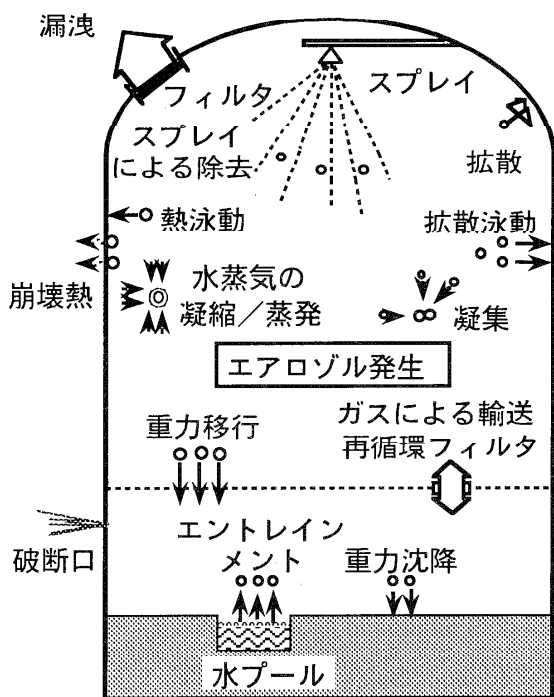 漏洩
フィルタ
スプレイ
スプレイ
による除去
拡散
熱泳動
拡散泳動
崩壊熱
水蒸気の
凝縮／蒸発
凝集
エアロゾル発生
重力移行
ガスによる輸送
再循環フィルタ
破断口
エントレイン
メント
重力沈降
水プール